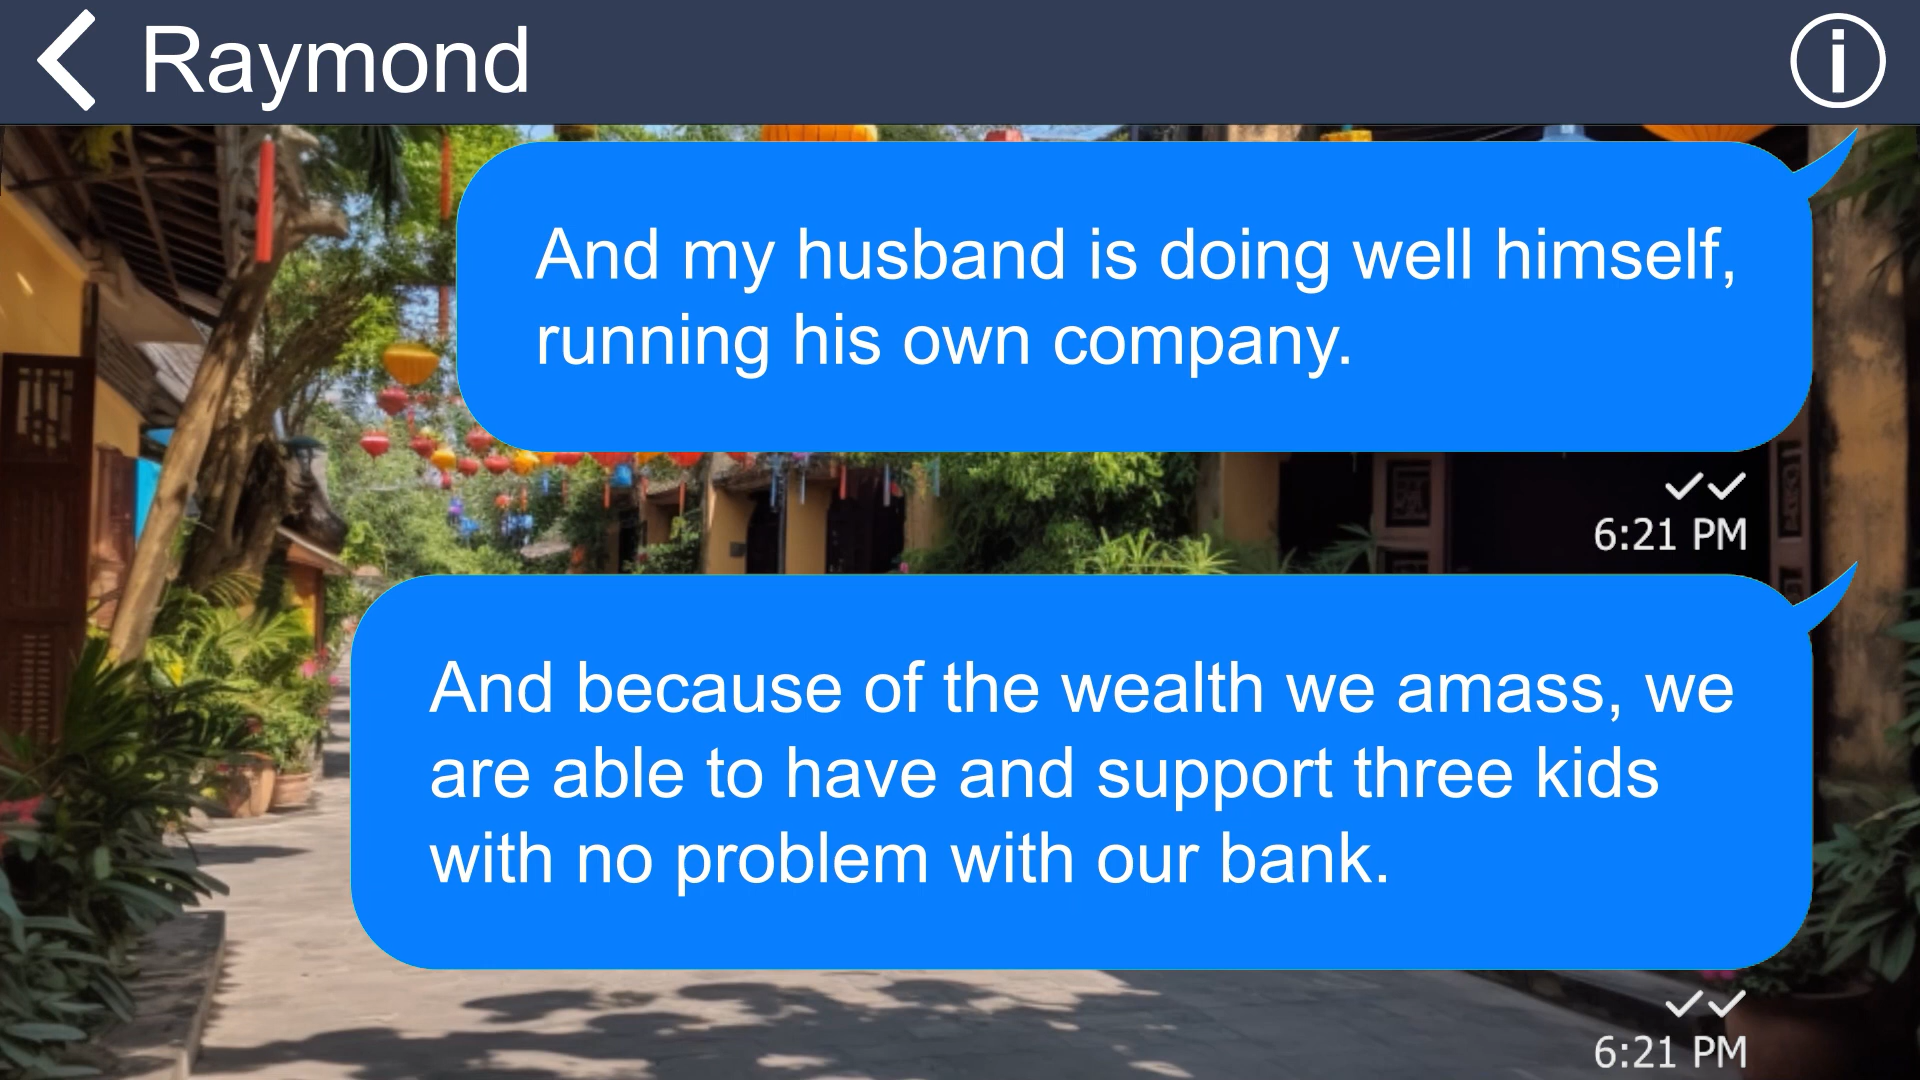 Raymond
And my husband is doing well himself,
running his own company.
6:21 PM
And because of the wealth we amass, we
are able to have and support three kids
with no problem with our bank.
6:21 PM